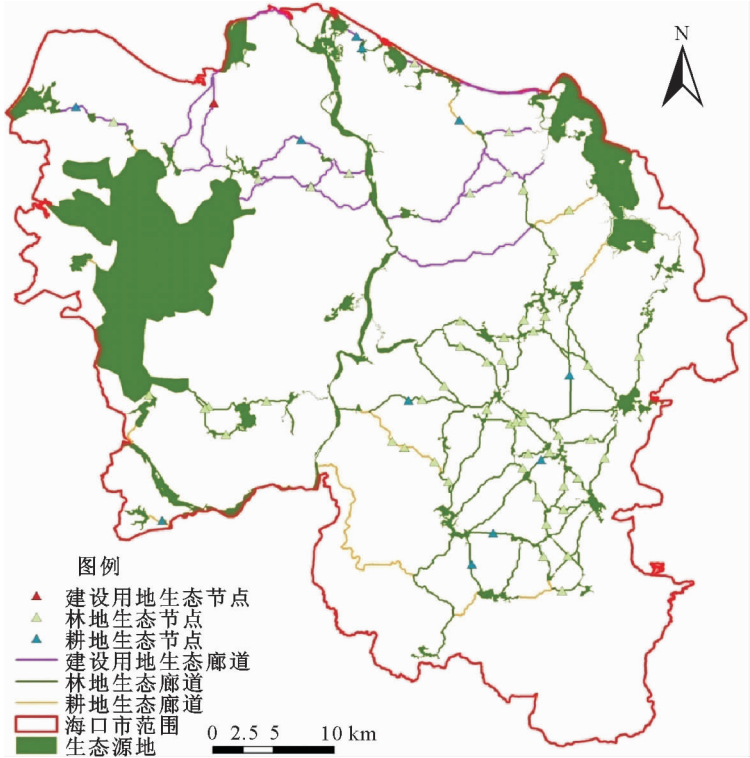 N
图例
建设用地生态节点
林地生态节点
耕地生态节点
建设用地生态廊道
林地生态廊道
耕地生态廊道
海口市范围
生态源地
0 2.5 5 10 km